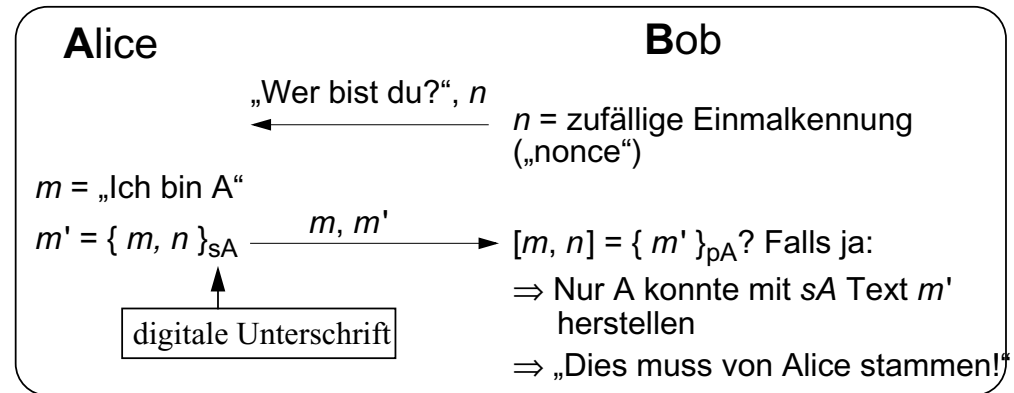 Alice
Bob
„Wer bist du?“, n
n = zufällige Einmalkennung
(„nonce“)
m = „Ich bin A“
m' = { m, n }sA
m, m'
[m, n] = { m' }pA? Falls ja:
⇒ Nur A konnte mit sA Text m'
herstellen
⇒ „Dies muss von Alice stammen!“
digitale Unterschrift